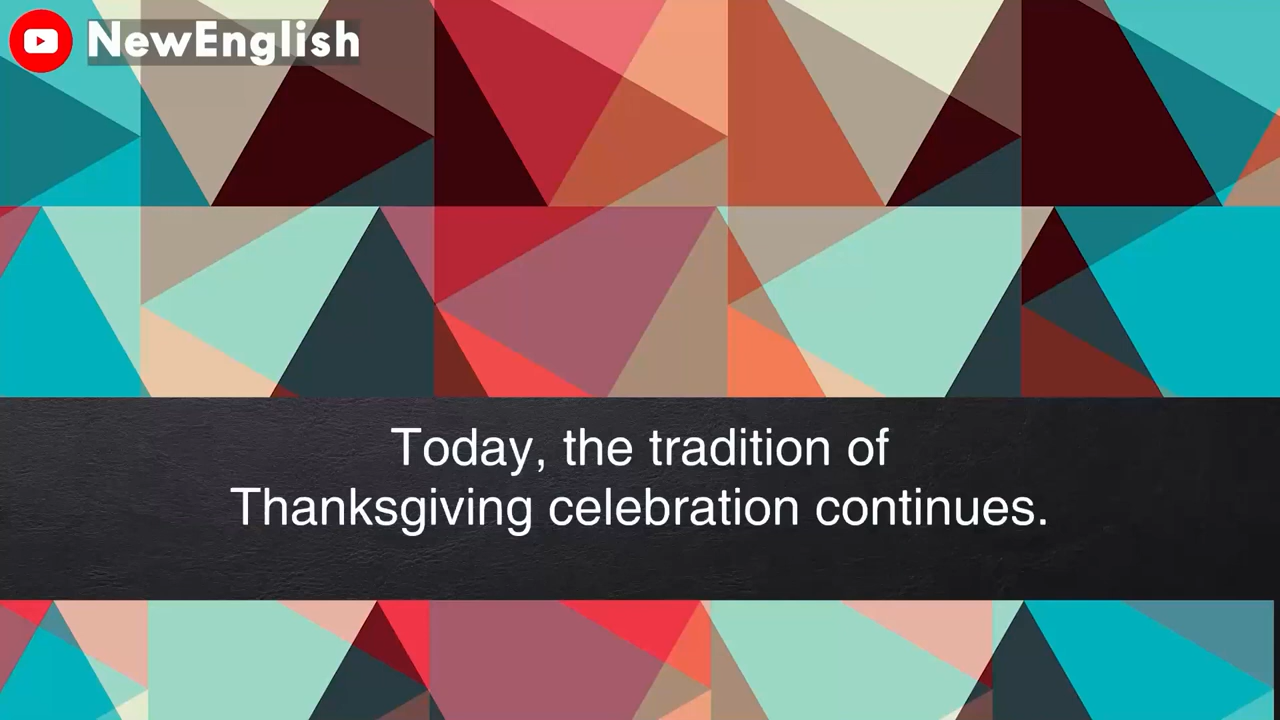 NewEnglish
Today, the tradition of
Thanksgiving celebration continues.